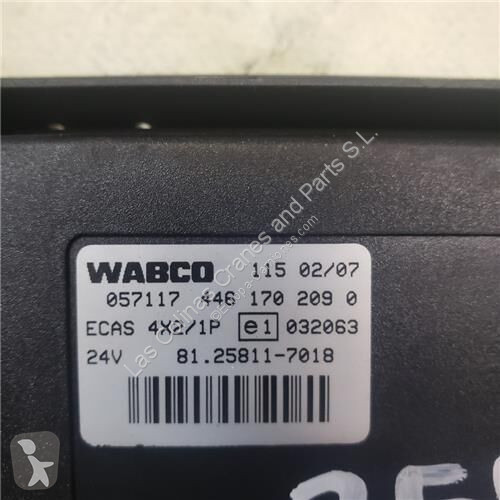 WABCO 115 02/07
057117 446 170 209 0
ECAS 4X2/1P e1 032063
24V 81.25811-7018
Las Ollinas Cranes and Parts S.L.